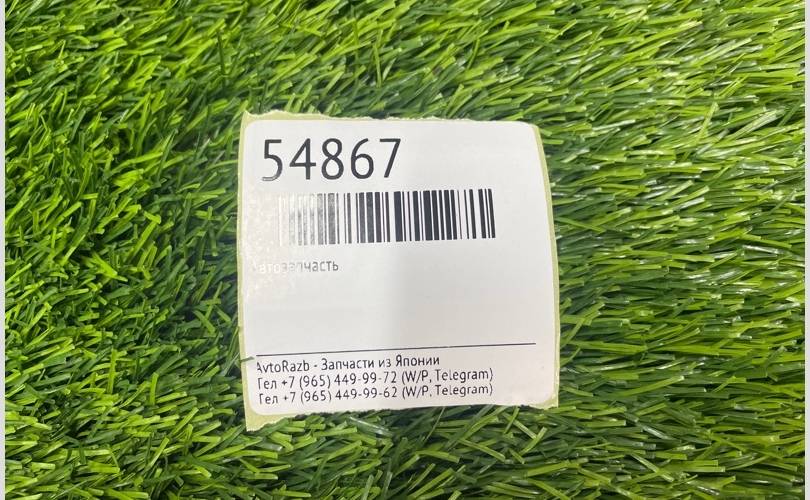 54867
втозапчасть
AvtoRazb - Запчасти из Японии
Тел +7 (965) 449-99-72 (W/P, Telegram)
Тел +7 (965) 449-99-62 (W/P, Telegram)